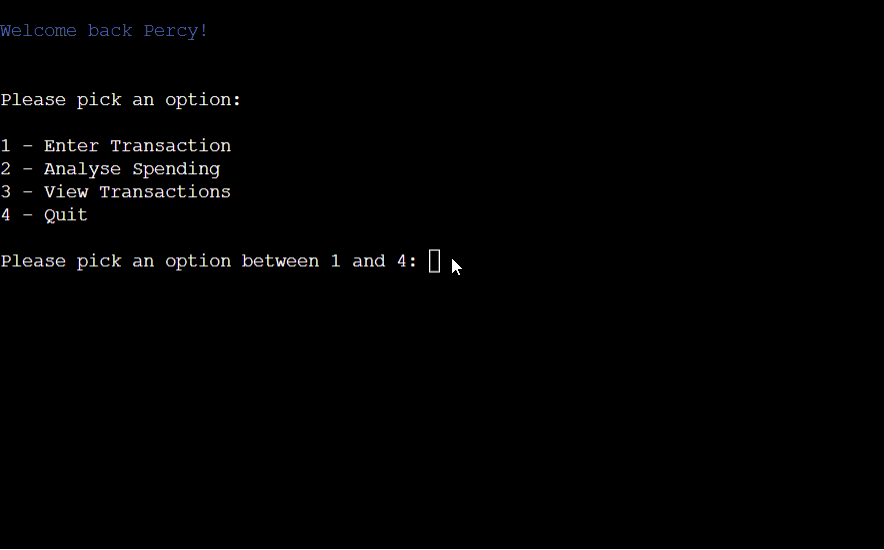 Welcome back Percy!
Please pick an option:
1 - Enter Transaction
2 - Analyse Spending
3 - View Transactions
4 - Quit
Please pick an option between 1 and 4: